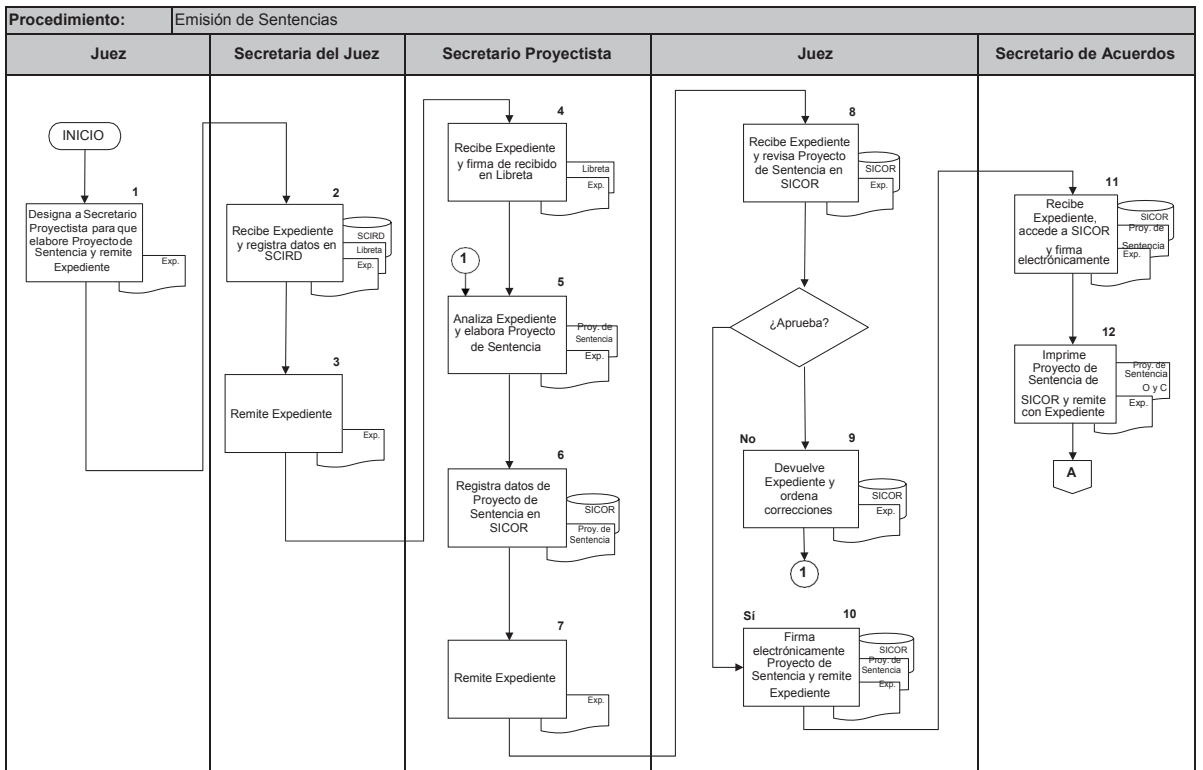 Procedimiento: Emisión de Sentencias
Juez
Secretaria del Juez
Secretario Proyectista
Juez
Secretario de Acuerdos
INICIO
1
Designa a Secretario
Proyectista para que
elabore Proyecto de
Sentencia y remite
Expediente
Exp.
2
Recibe Expediente
y registra datos en
SCIRD
SCIRD
Libreta
Exp.
3
Remite Expediente
Exp.
4
Recibe Expediente
y firma de recibido
en Libreta
Libreta
Exp.
1
5
Analiza Expediente
y elabora Proyecto
de Sentencia
Proy. de
Sentencia
Exp.
6
Registra datos de
Proyecto de
Sentencia en
SICOR
SICOR
Proy. de
Sentencia
7
Remite Expediente
Exp.
8
Recibe Expediente
y revisa Proyecto
de Sentencia en
SICOR
SICOR
Exp.
¿Aprueba?
No
9
Devuelve
Expediente y
ordena
correcciones
SICOR
Exp.
1
Sí
10
Firma
electrónicamente
Proyecto de
Sentencia y remite
Expediente
SICOR
Proy. de
Sentencia
Exp.
11
Recibe
Expediente,
accede a SICOR
y firma
electrónicamente
SICOR
Proy. de
Sentencia
Exp.
12
Imprime
Proyecto de
Sentencia de
SICOR y remite
con Expediente
Proy. de
Sentencia
O y C
Exp.
A